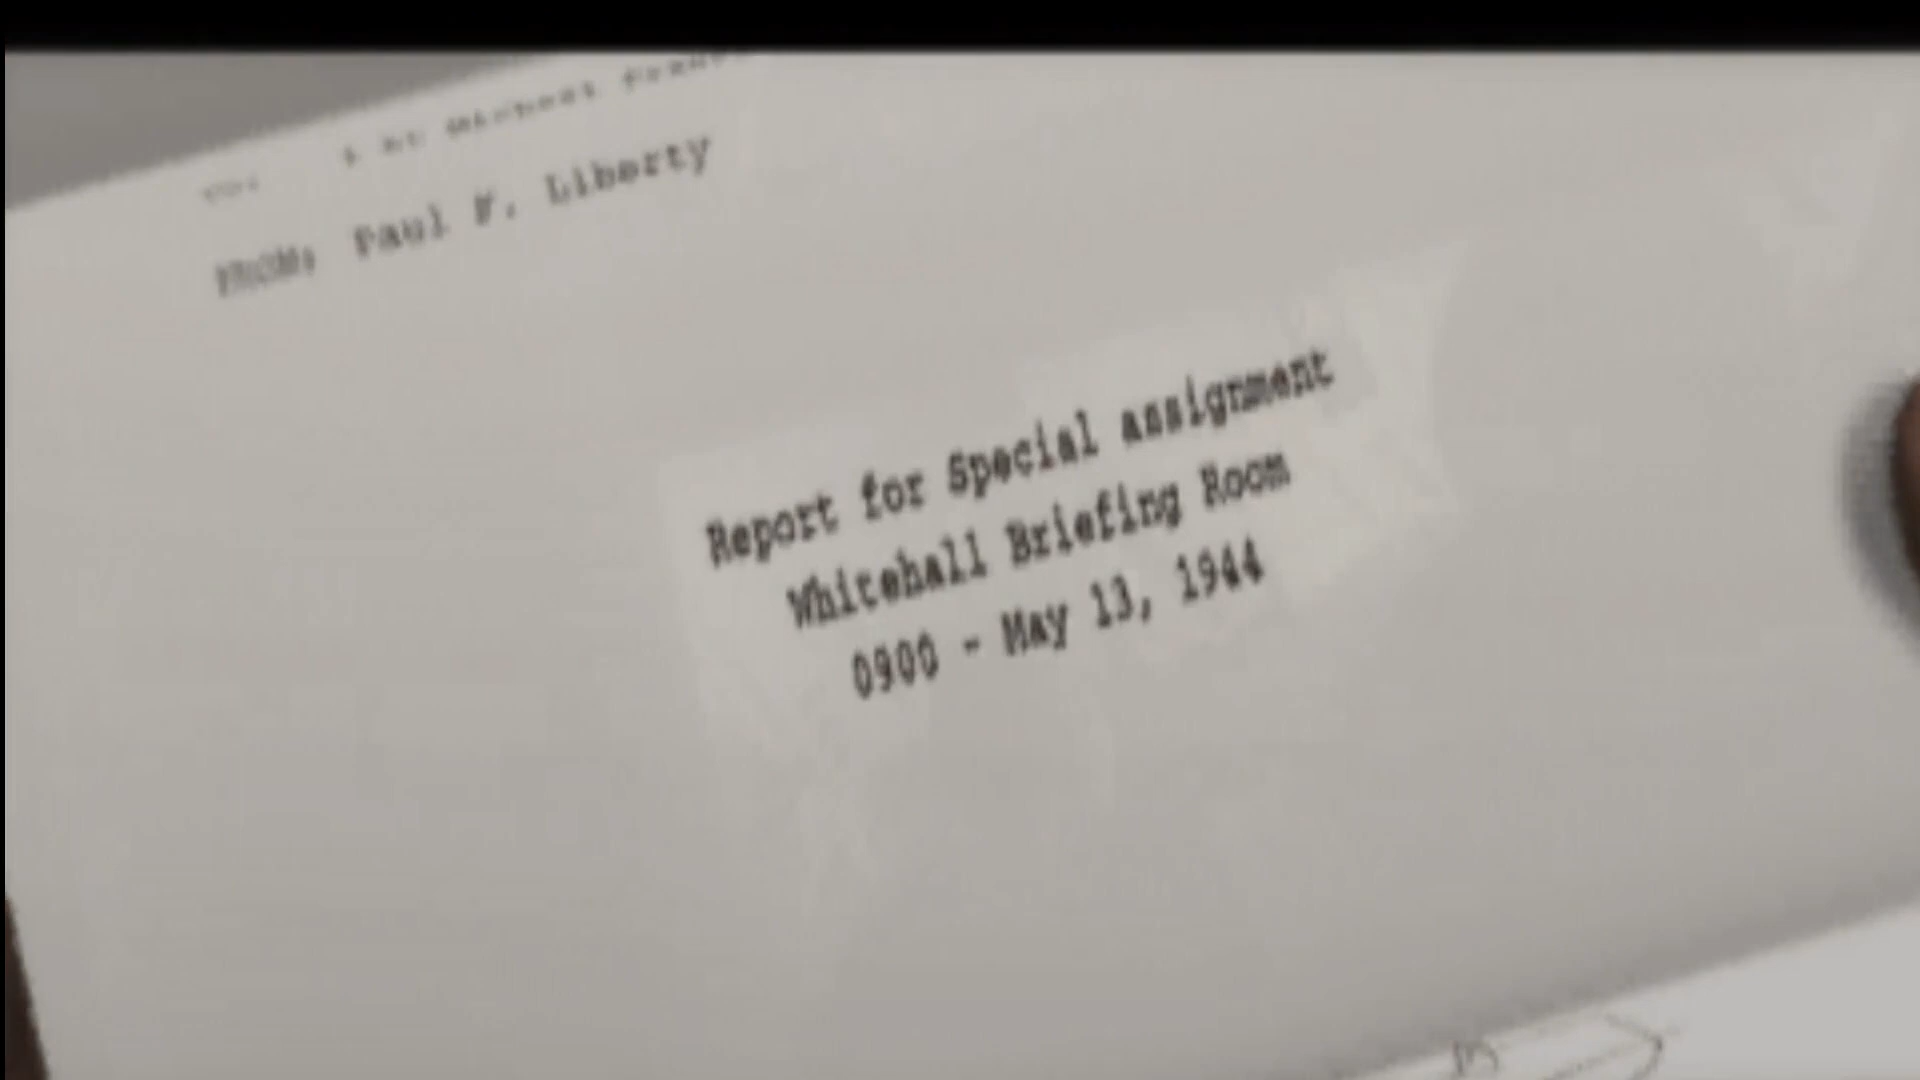 FROM: Paul F. Liberty
Report for Special assignment
Whitehall Briefing Room
0900 - May 13, 1944